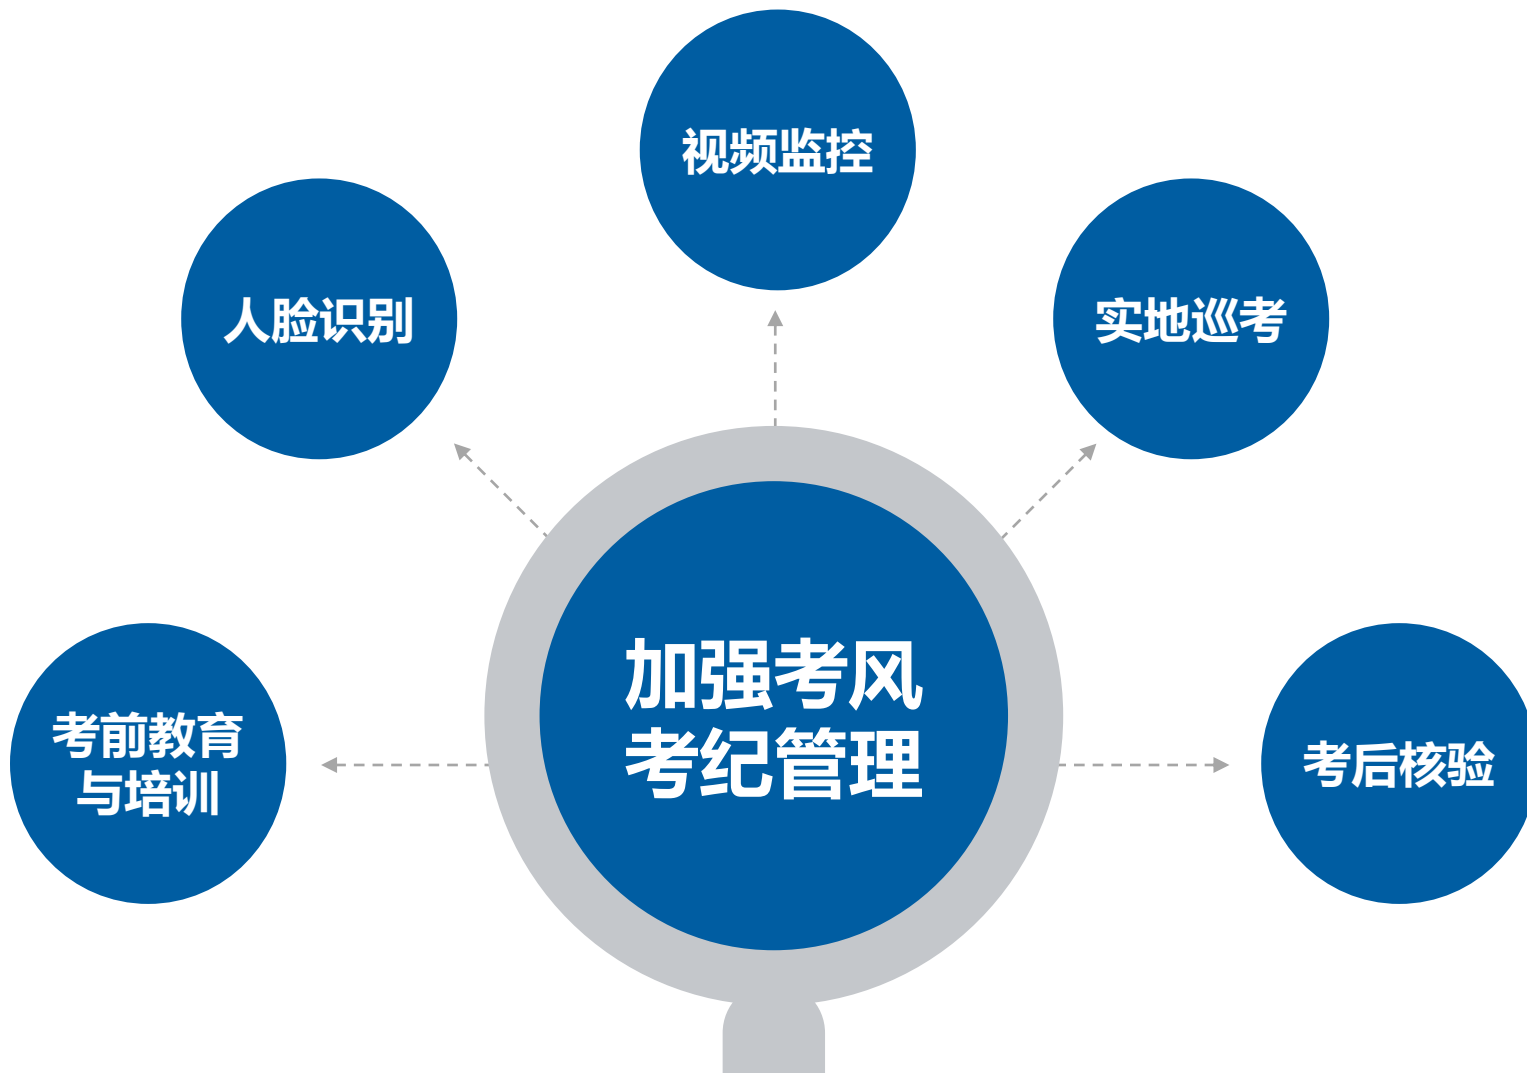 视频监控
人脸识别
实地巡考
加强考风
考纪管理
考前教育
与培训
考后核验